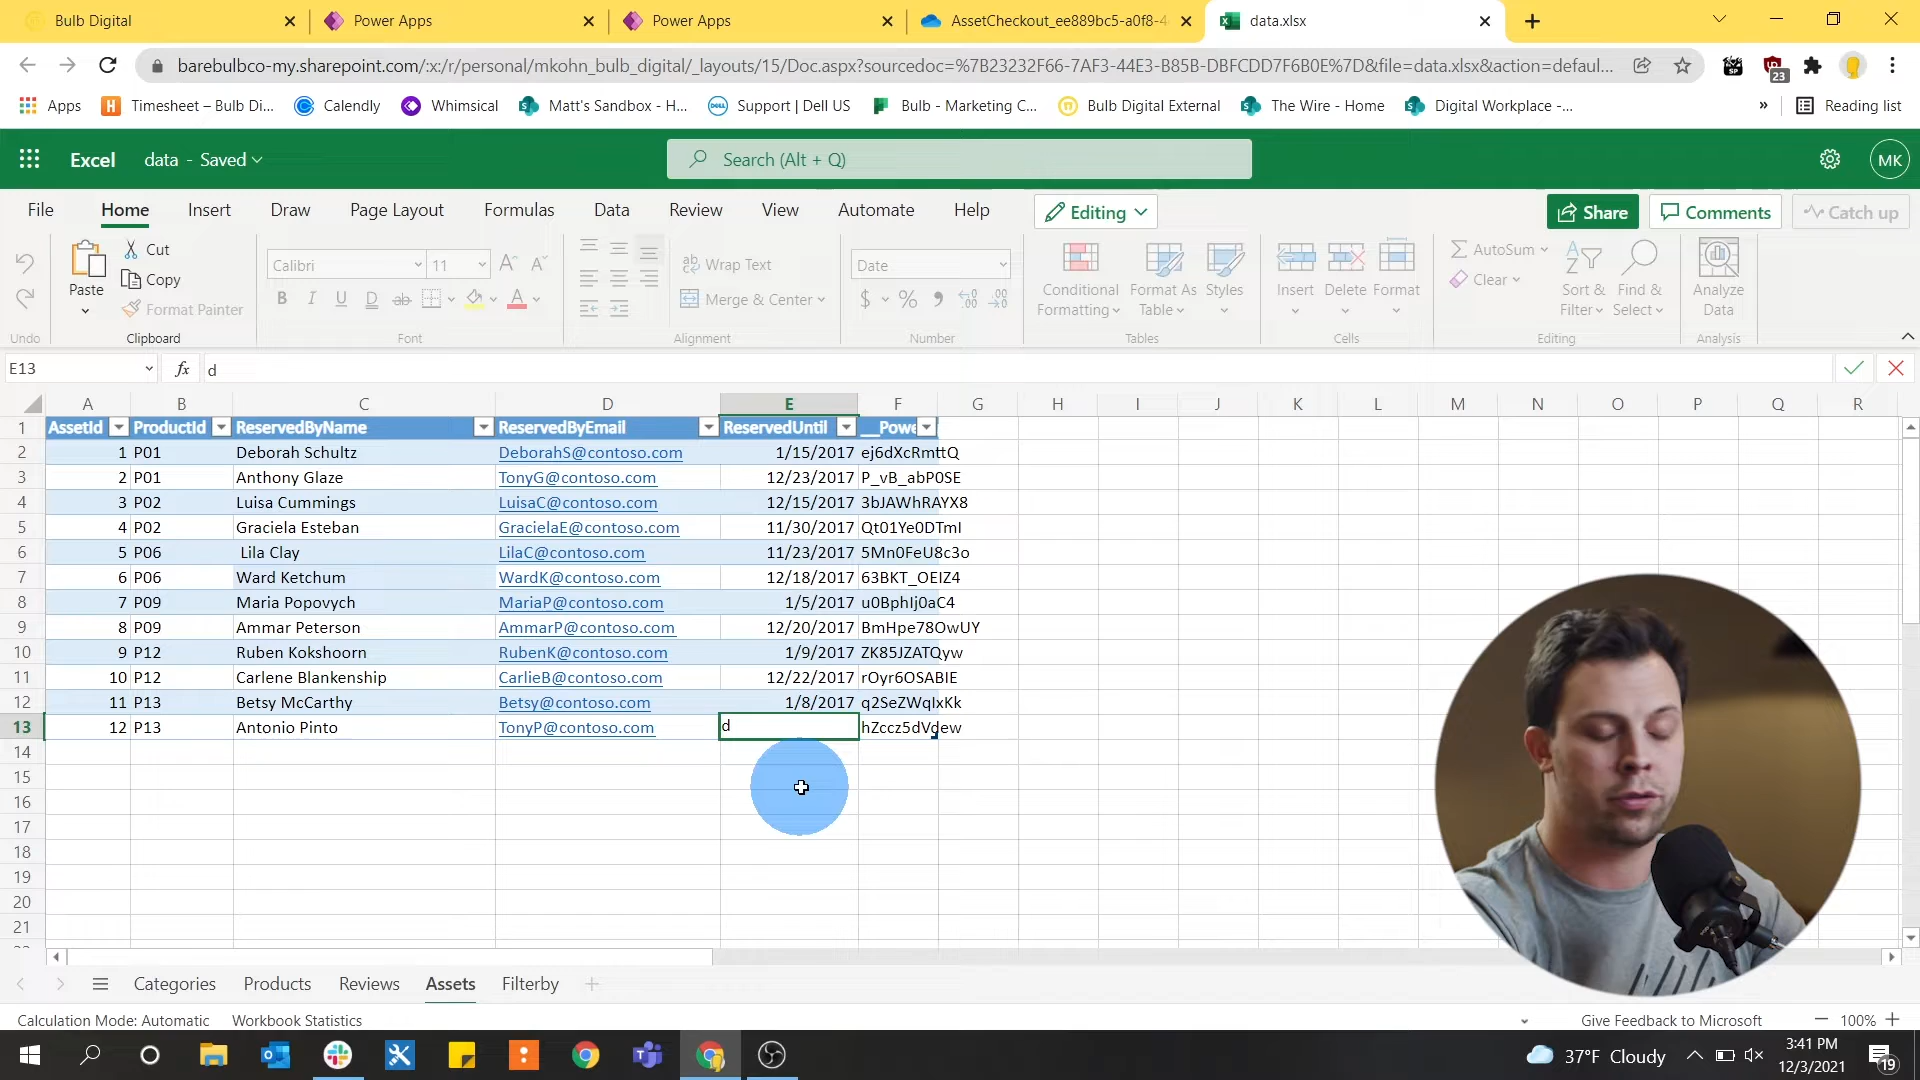 Bulb Digital
Power Apps
Power Apps
AssetCheckout_ee889bc5-a0f8-4
data.xlsx
barebulbco-my.sharepoint.com/:x:/r/personal/mkohn_bulb_digital/_layouts/15/Doc.aspx?sourcedoc=%7B23232F66-7AF3-44E3-B85B-DBFCDD7F6B0E%7D&file=data.xlsx&action=defaul...
23
Apps
Timesheet – Bulb Di...
Calendly
Whimsical
Matt's Sandbox - H...
Support | Dell US
Bulb - Marketing C...
Bulb Digital External
The Wire - Home
Digital Workplace -...
»
Reading list
Excel
data - Saved
Search (Alt + Q)
MK
File
Home
Insert
Draw
Page Layout
Formulas
Data
Review
View
Automate
Help
Editing
Share
Comments
Catch up
Paste
Cut
Copy
Format Painter
Calibri
11
Wrap Text
Merge & Center
Date
Conditional Formatting
Format As Table
Styles
Insert
Delete
Format
AutoSum
Clear
Sort & Filter
Find & Select
Analyze Data
Undo
Clipboard
Font
Alignment
Number
Tables
Cells
Editing
Analysis
E13
fx
d
A B C D E F G H I J K L M N O P Q R
1 AssetId ProductId ReservedByName ReservedByEmail ReservedUntil __Powe
2 1 P01 Deborah Schultz DeborahS@contoso.com 1/15/2017 ej6dXcRmttQ
3 2 P01 Anthony Glaze TonyG@contoso.com 12/23/2017 P_vB_abP0SE
4 3 P02 Luisa Cummings LuisaC@contoso.com 12/15/2017 3bJAWhRAYX8
5 4 P02 Graciela Esteban GracielaE@contoso.com 11/30/2017 Qt01Ye0DTmI
6 5 P06 Lila Clay LilaC@contoso.com 11/23/2017 5Mn0FeU8c3o
7 6 P06 Ward Ketchum WardK@contoso.com 12/18/2017 63BKT_OEIZ4
8 7 P09 Maria Popovych MariaP@contoso.com 1/5/2017 u0BphIj0aC4
9 8 P09 Ammar Peterson AmmarP@contoso.com 12/20/2017 BmHpe78OwUY
10 9 P12 Ruben Kokshoorn RubenK@contoso.com 1/9/2017 ZK85JZATQyw
11 10 P12 Carlene Blankenship CarlieB@contoso.com 12/22/2017 rOyr6OSABIE
12 11 P13 Betsy McCarthy Betsy@contoso.com 1/8/2017 q2SeZWqIxKk
13 12 P13 Antonio Pinto TonyP@contoso.com d hZccz5dVdew
14
15
16
17
18
19
20
21
Categories
Products
Reviews
Assets
Filterby
Calculation Mode: Automatic
Workbook Statistics
Give Feedback to Microsoft
100%
37°F Cloudy
3:41 PM
12/3/2021
19